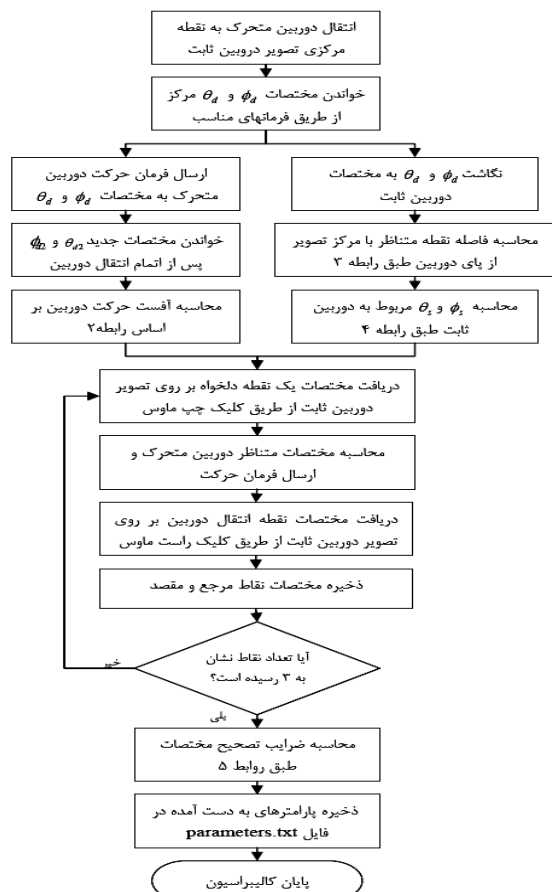 انتقال دوربین متحرک به نقطه
مرکزی تصویر دروبین ثابت
خواندن مختصات θd و ϕd مرکز
از طریق فرمانهای مناسب
ارسال فرمان حرکت دوربین
متحرک به مختصات ϕd و θd
نگاشت ϕd و θd به مختصات
دوربین ثابت
خواندن مختصات جدید θd2 و ϕd2
پس از اتمام انتقال دوربین
محاسبه فاصله نقطه متناظر با مرکز تصویر
از پای دوربین طبق رابطه ۳
محاسبه آفست حرکت دوربین بر
اساس رابطه۲
محاسبه ϕs و θs مربوط به دوربین
ثابت طبق رابطه ۴
دریافت مختصات یک نقطه دلخواه بر روی تصویر
دوربین ثابت از طریق کلیک چپ ماوس
محاسبه مختصات متناظر دوربین متحرک و
ارسال فرمان حرکت
دریافت مختصات نقطه انتقال دوربین بر روی
تصویر دوربین ثابت از طریق کلیک راست ماوس
ذخیره مختصات نقاط مرجع و مقصد
آیا تعداد نقاط نشان
به ۳ رسیده است؟
خیر
بلی
محاسبه ضرایب تصحیح مختصات
طبق روابط ۵
ذخیره پارامترهای به دست آمده در
فایل parameters.txt
پایان کالیبراسیون